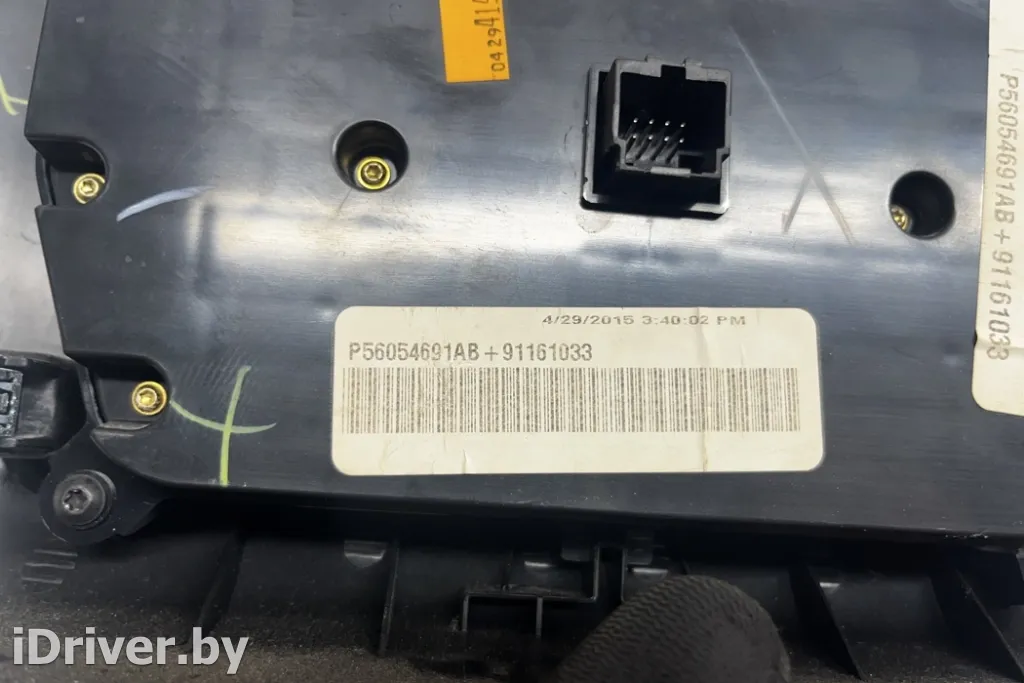 0429414
4/29/2015 3:40:02 PM
P56054691AB + 91161033
P56054691AB + 91161033
iDriver.by